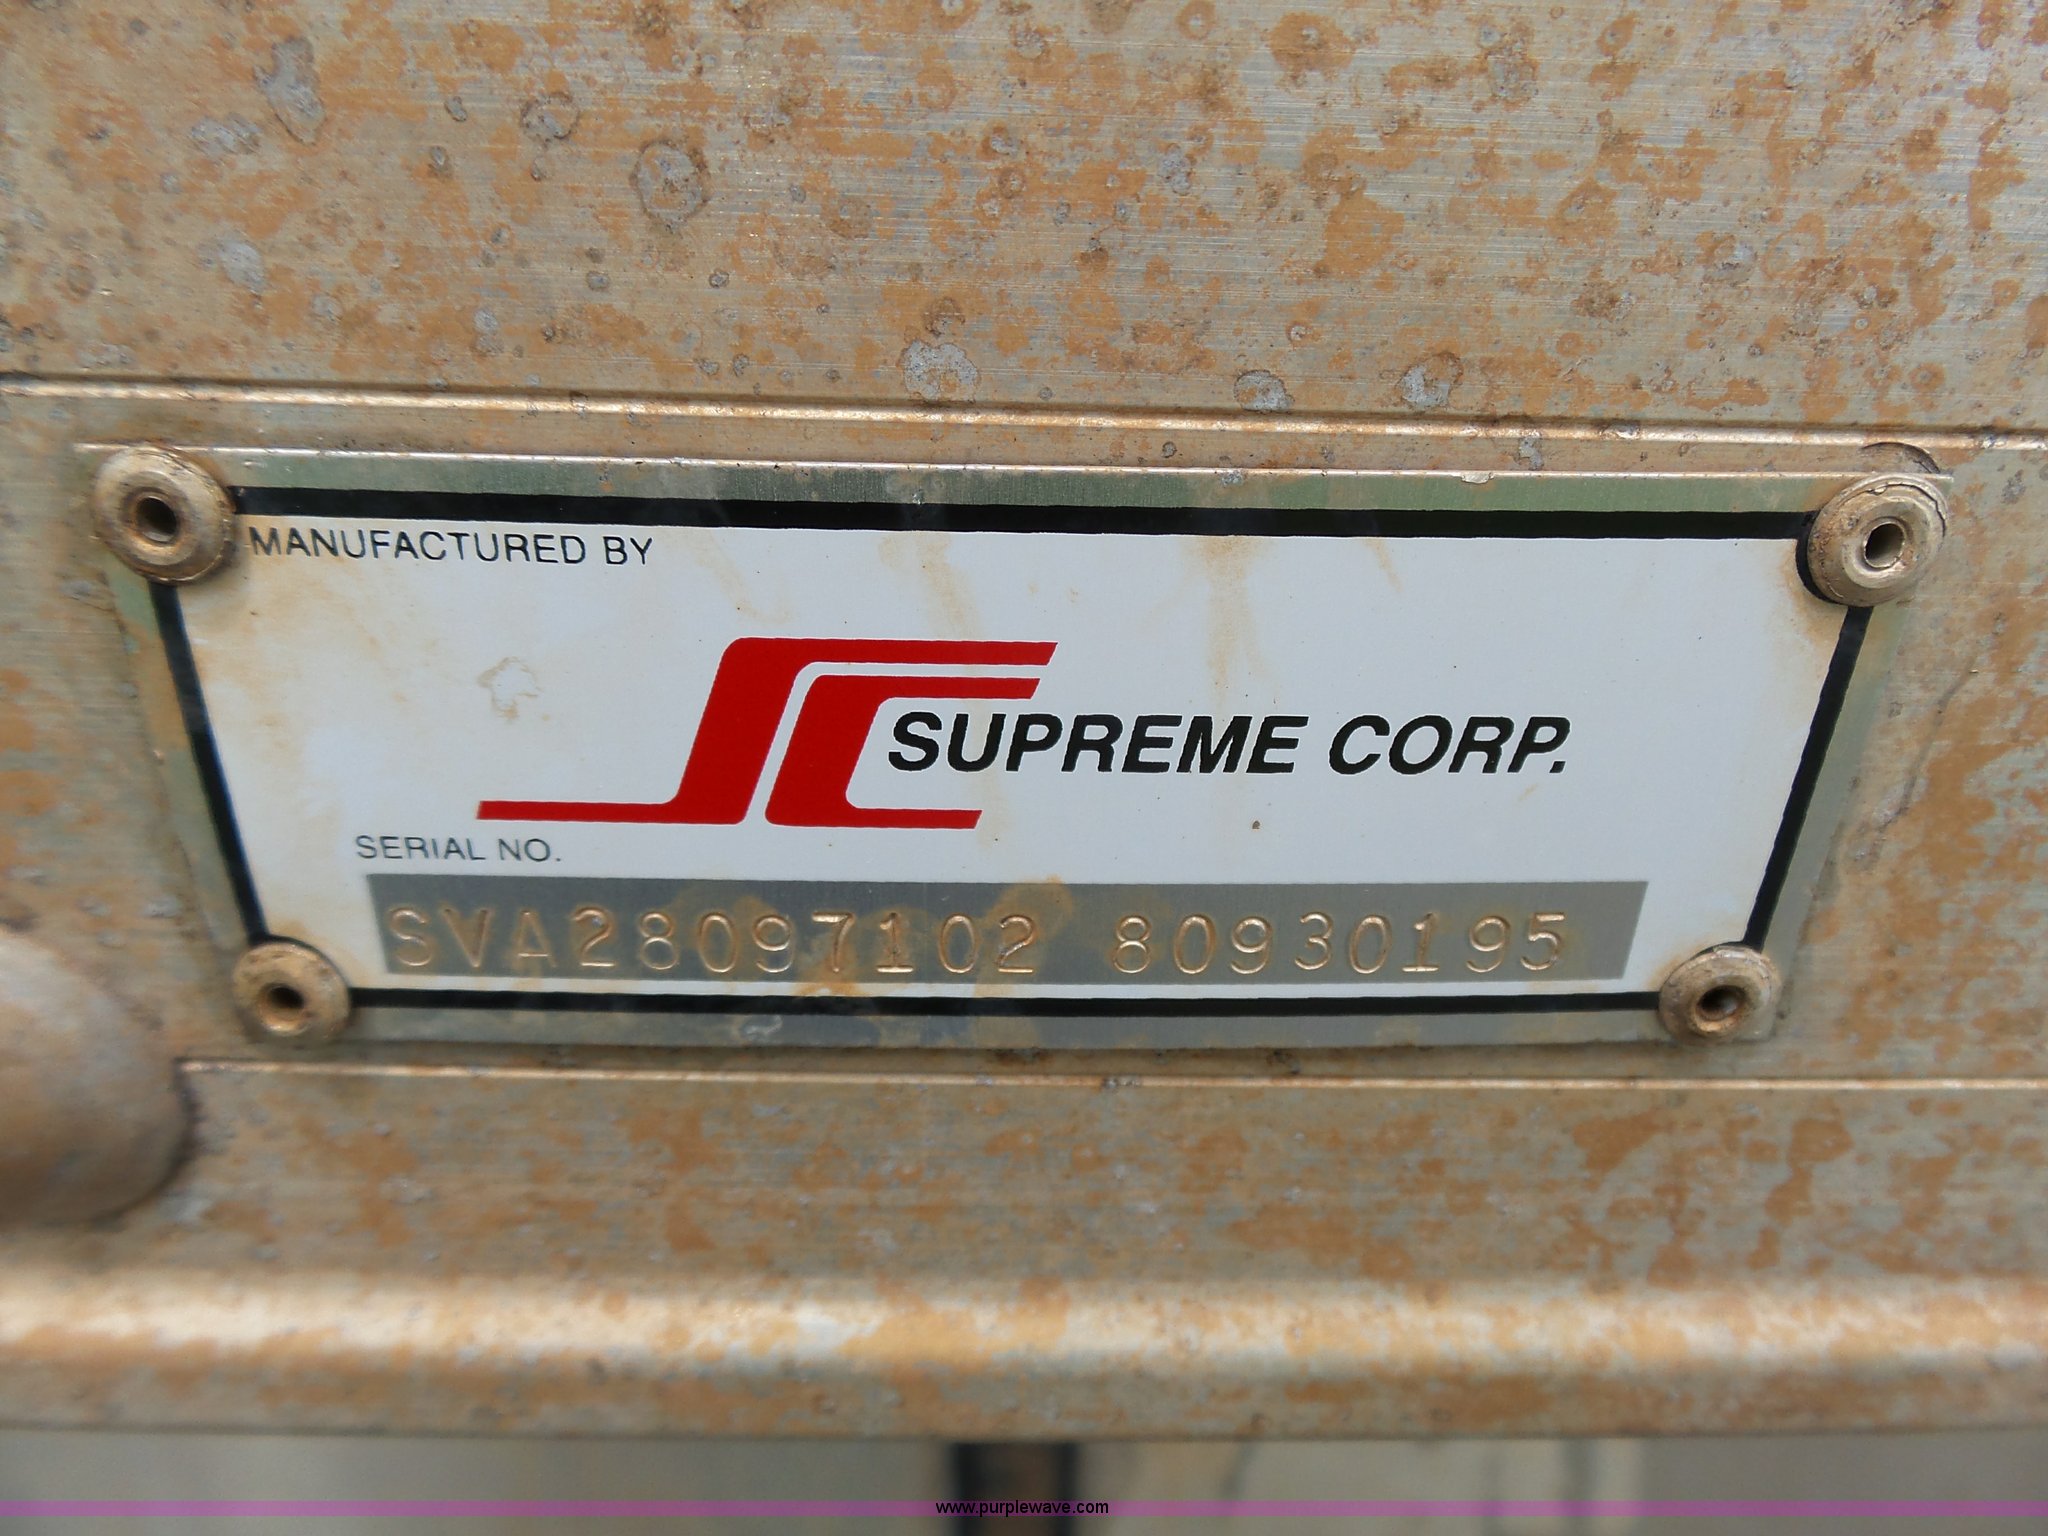 MANUFACTURED BY
SUPREME CORP.
SERIAL NO.
SVA28097102 80930195
www.purplewave.com